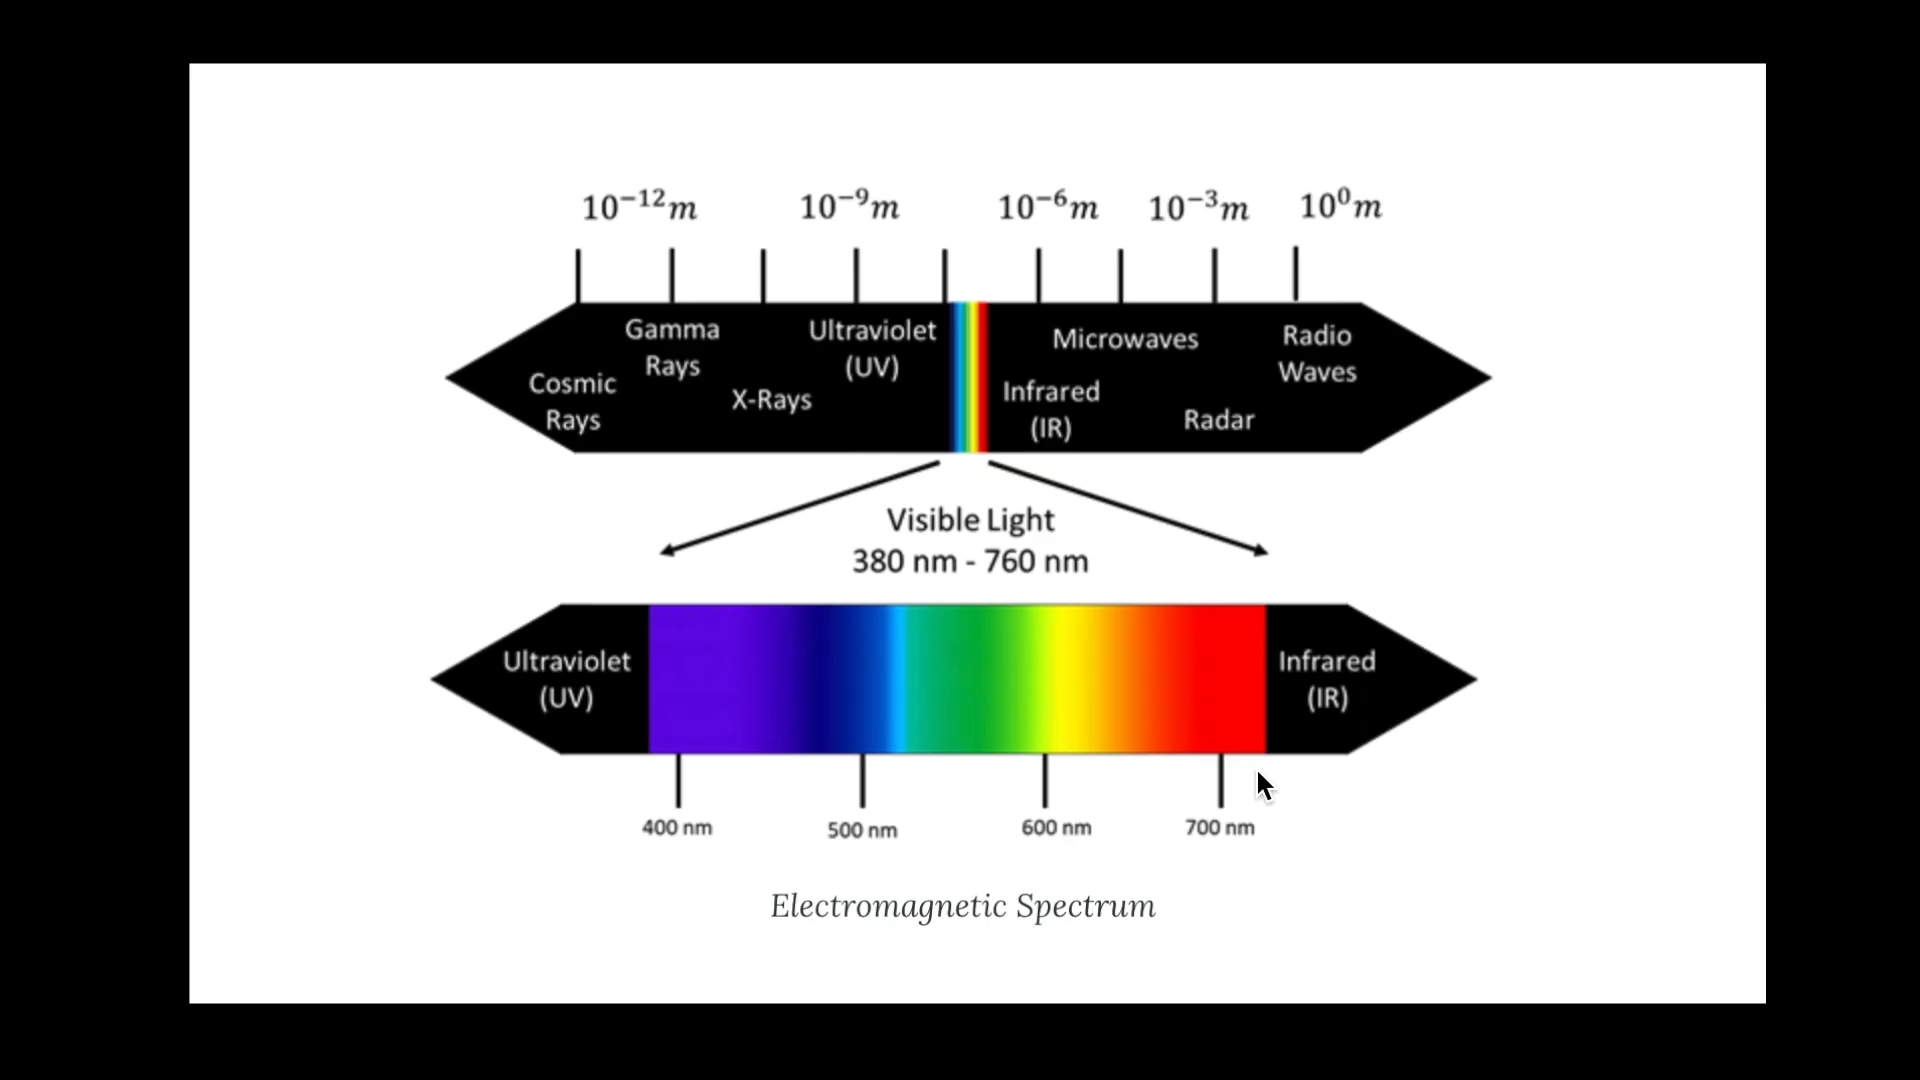 10⁻¹²m 10⁻⁹m 10⁻⁶m 10⁻³m 10⁰m
Gamma
Rays
Ultraviolet
(UV)
Microwaves
Radio
Waves
Cosmic
Rays
X-Rays
Infrared
(IR)
Radar
Visible Light
380 nm - 760 nm
Ultraviolet
(UV)
Infrared
(IR)
400 nm 500 nm 600 nm 700 nm
Electromagnetic Spectrum